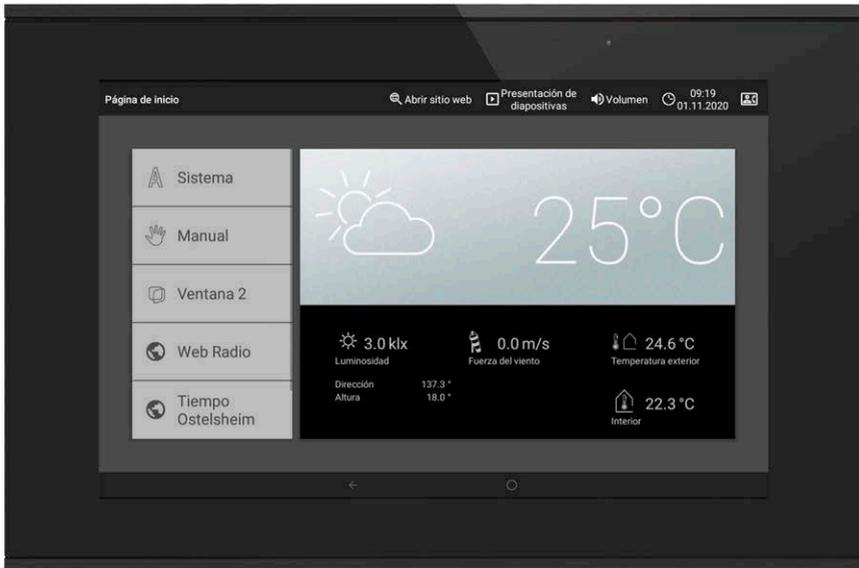 Página de inicio
Abrir sitio web
Presentación de
diapositivas
Volumen
09:19
01.11.2020
Sistema
Manual
Ventana 2
Web Radio
Tiempo
Ostelsheim
25°C
3.0 klx
Luminosidad
Dirección 137.3 °
Altura 18.0 °
0.0 m/s
Fuerza del viento
24.6 °C
Temperatura exterior
22.3 °C
Interior